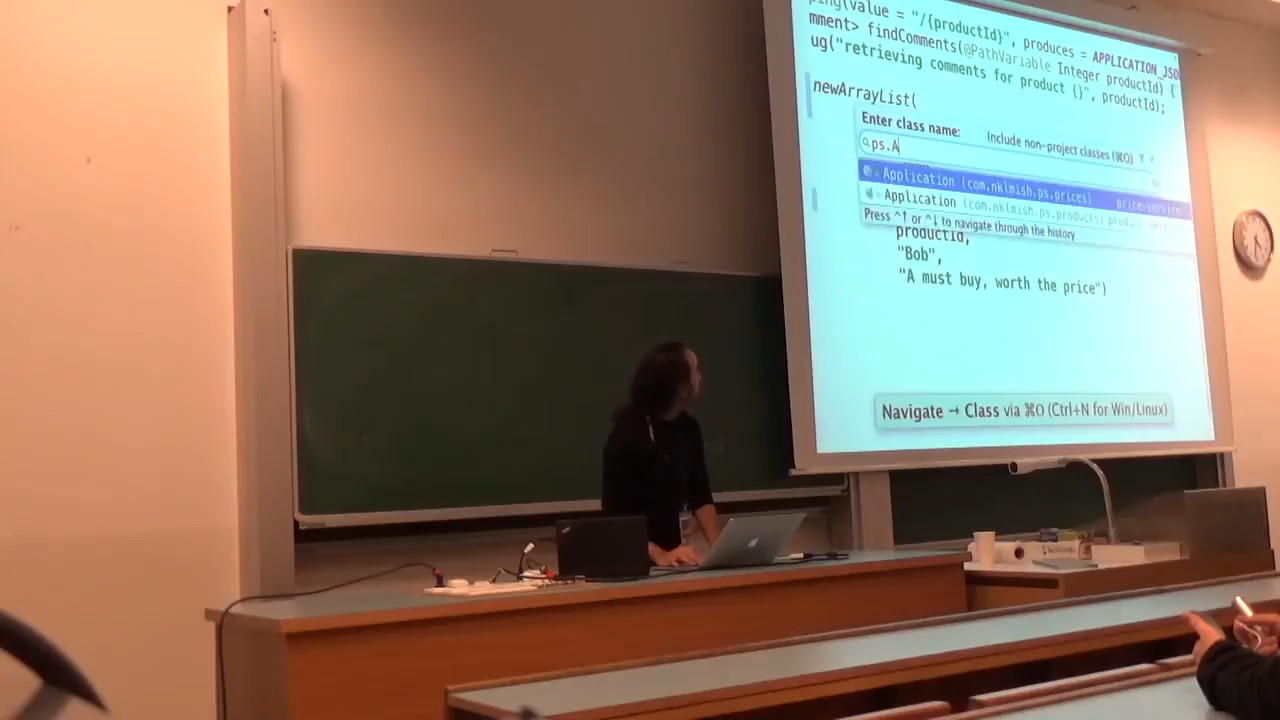 ping(value = "/{productId}", produces = APPLICATION_JSO
mment> findComments(@PathVariable Integer productId) {
ug("retrieving comments for product {}", productId);
newArrayList(
Enter class name:
Include non-project classes (⌘O)
ps.A
Application (com.nklmish.ps.prices) price-service
Application (com.nklmish.ps.products)
Press ^↑ or ^↓ to navigate through the history
productId,
"Bob",
"A must buy, worth the price")
Navigate → Class via ⌘O (Ctrl+N for Win/Linux)